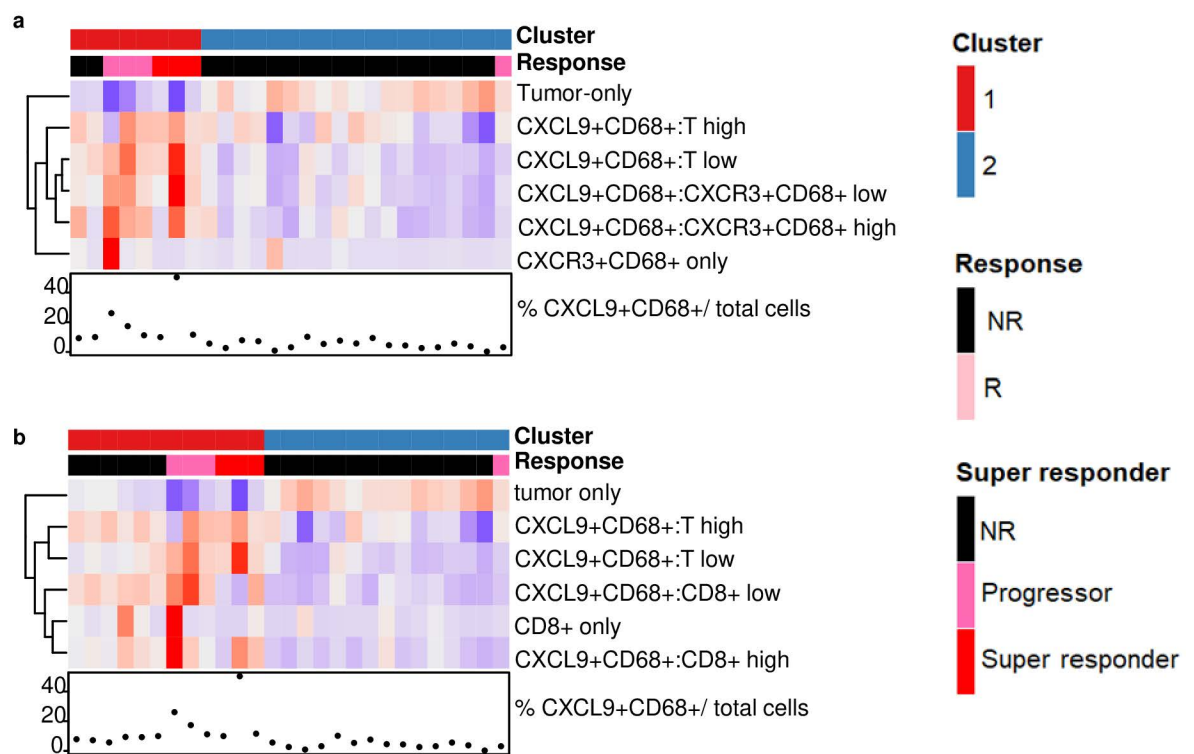 a
Cluster
Response
Tumor-only
CXCL9+CD68+:T high
CXCL9+CD68+:T low
CXCL9+CD68+:CXCR3+CD68+ low
CXCL9+CD68+:CXCR3+CD68+ high
CXCR3+CD68+ only
40
20
0
% CXCL9+CD68+/ total cells
b
Cluster
Response
tumor only
CXCL9+CD68+:T high
CXCL9+CD68+:T low
CXCL9+CD68+:CD8+ low
CD8+ only
CXCL9+CD68+:CD8+ high
40
20
0
% CXCL9+CD68+/ total cells
Cluster
1
2
Response
NR
R
Super responder
NR
Progressor
Super responder